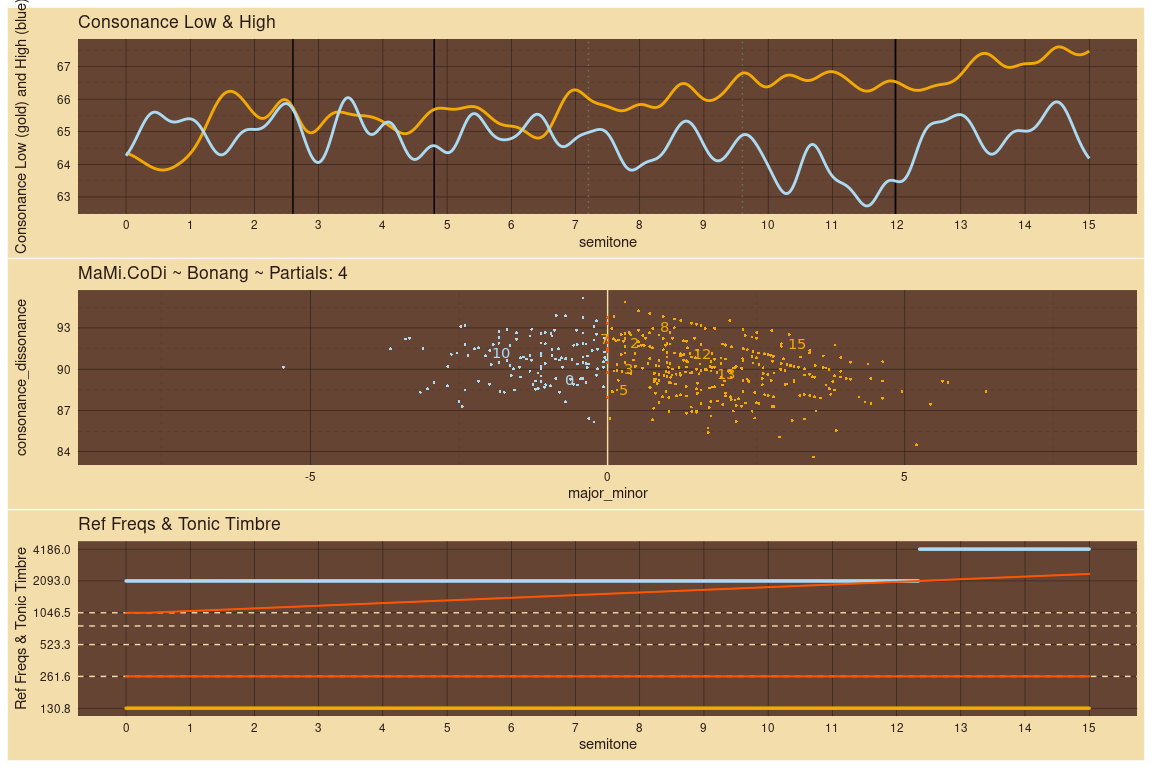 Consonance Low & High
Consonance Low (gold) and High (blue)
67
66
65
64
63
0 1 2 3 4 5 6 7 8 9 10 11 12 13 14 15
semitone
MaMi.CoDi ~ Bonang ~ Partials: 4
consonance_dissonance
93
90
87
84
8
2
15
10
12
3
13
0
5
-5 0 5
major_minor
Ref Freqs & Tonic Timbre
Ref Freqs & Tonic Timbre
4186.0
2093.0
1046.5
523.3
261.6
130.8
0 1 2 3 4 5 6 7 8 9 10 11 12 13 14 15
semitone